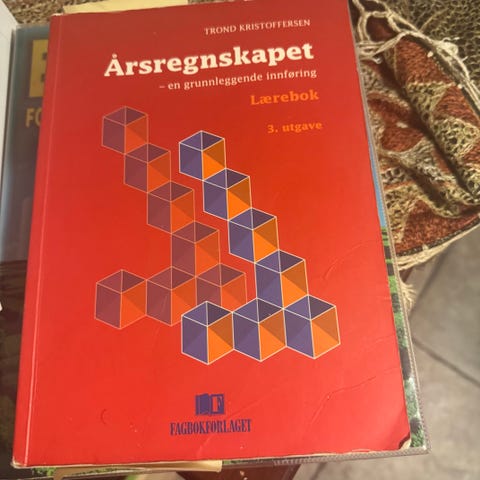 TROND KRISTOFFERSEN
Årsregnskapet
– en grunnleggende innføring
Lærebok
3. utgave
FAGBOKFORLAGET